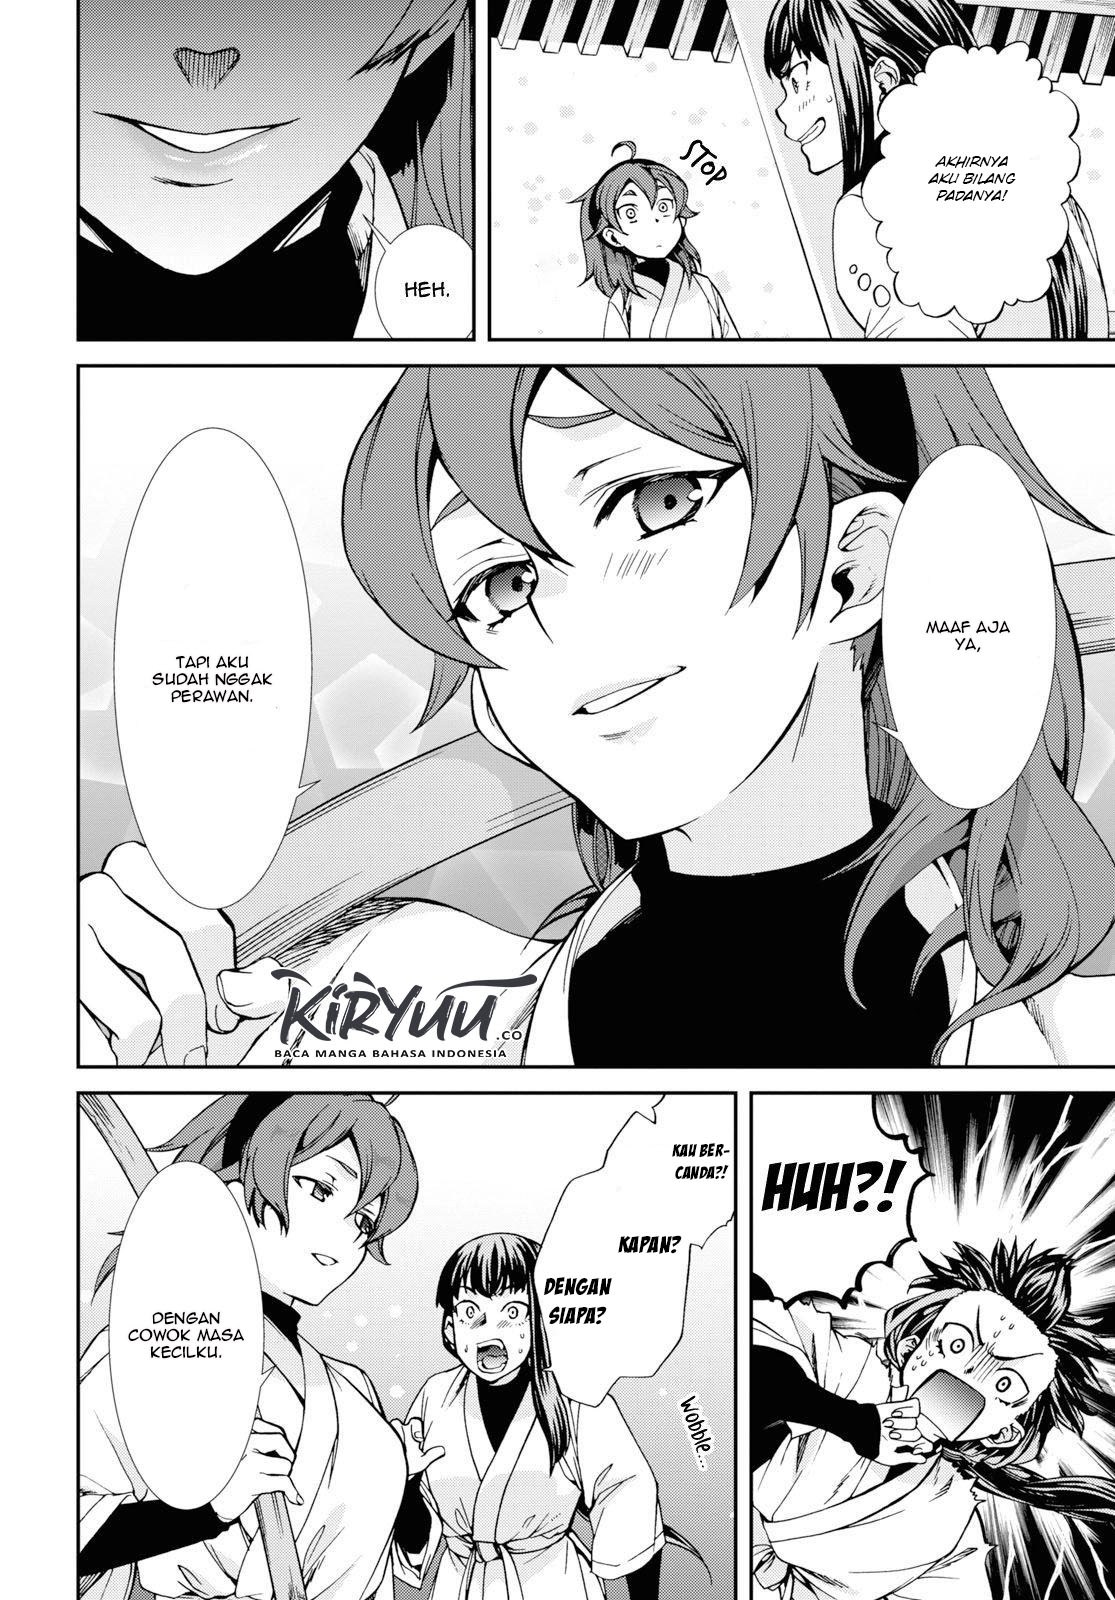 STOP
AKHIRNYA
AKU BILANG
PADANYA!
HEH.
MAAF AJA
YA,
TAPI AKU
SUDAH NGGAK
PERAWAN.
KIRYUU.CO
BACA MANGA BAHASA INDONESIA
HUH?!
KAU BER-
CANDA?!
KAPAN?
DENGAN
SIAPA?
Wobble...
DENGAN
COWOK MASA
KECILKU.